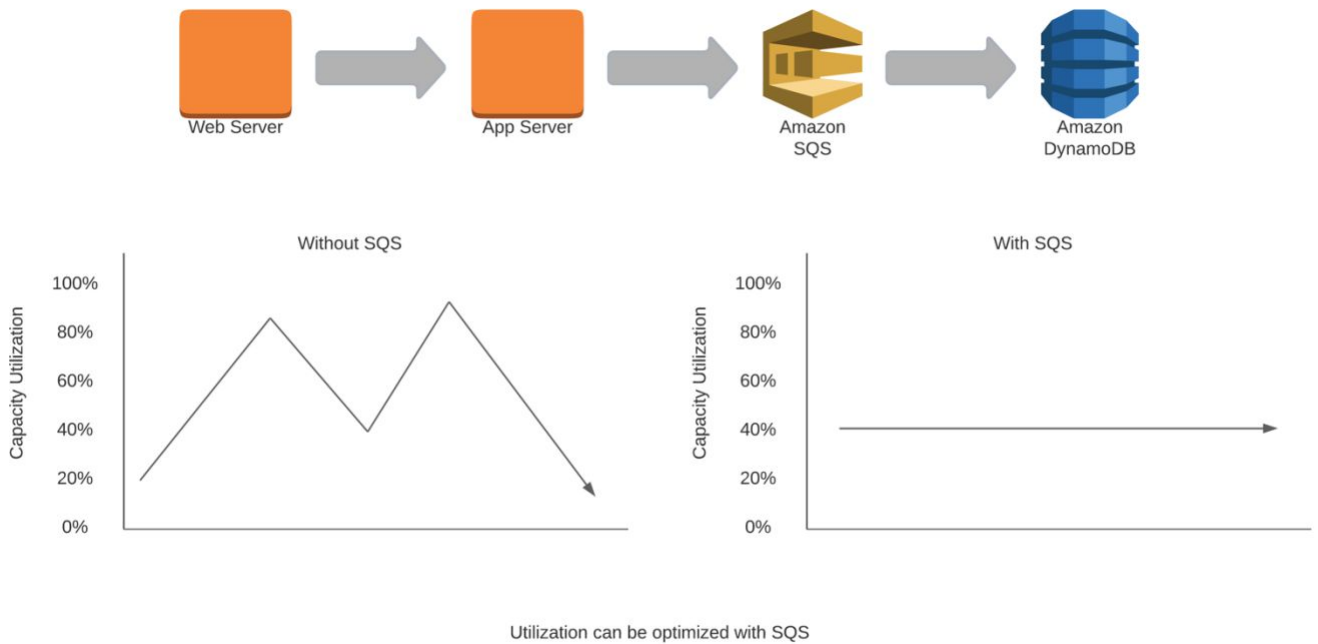 Web Server
App Server
Amazon
SQS
Amazon
DynamoDB
Without SQS
Capacity Utilization
100%
80%
60%
40%
20%
0%
With SQS
Capacity Utilization
100%
80%
60%
40%
20%
0%
Utilization can be optimized with SQS